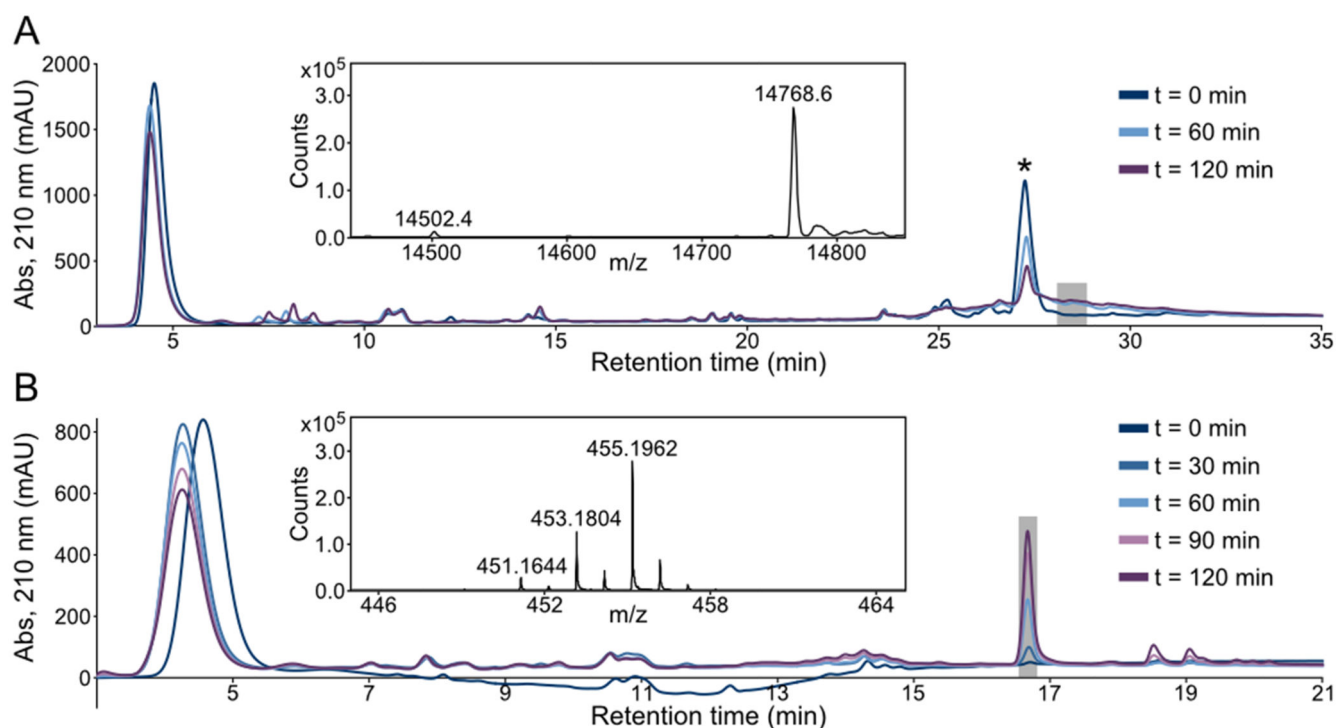 A
Abs, 210 nm (mAU)
2000
1500
1000
500
0
x10⁵
3.0
2.0
1.0
0.0
Counts
14768.6
14502.4
14500
14600
14700
14800
m/z
*
t = 0 min
t = 60 min
t = 120 min
5
10
15
20
25
30
35
Retention time (min)
B
Abs, 210 nm (mAU)
800
600
400
200
0
x10⁵
3.0
2.0
1.0
0.0
Counts
455.1962
453.1804
451.1644
446
452
458
464
m/z
t = 0 min
t = 30 min
t = 60 min
t = 90 min
t = 120 min
5
7
9
11
13
15
17
19
21
Retention time (min)